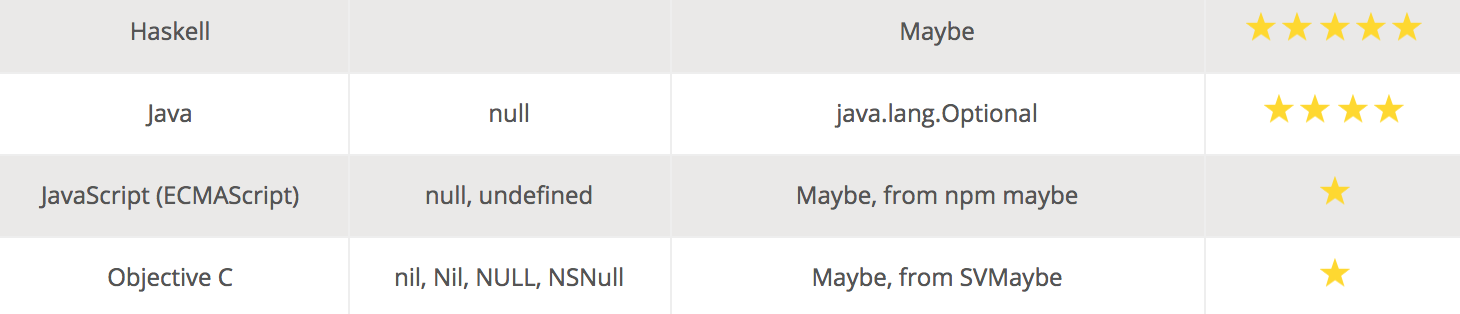 Haskell Maybe ★★★★★
Java null java.lang.Optional ★★★★
JavaScript (ECMAScript) null, undefined Maybe, from npm maybe ★
Objective C nil, Nil, NULL, NSNull Maybe, from SVMaybe ★